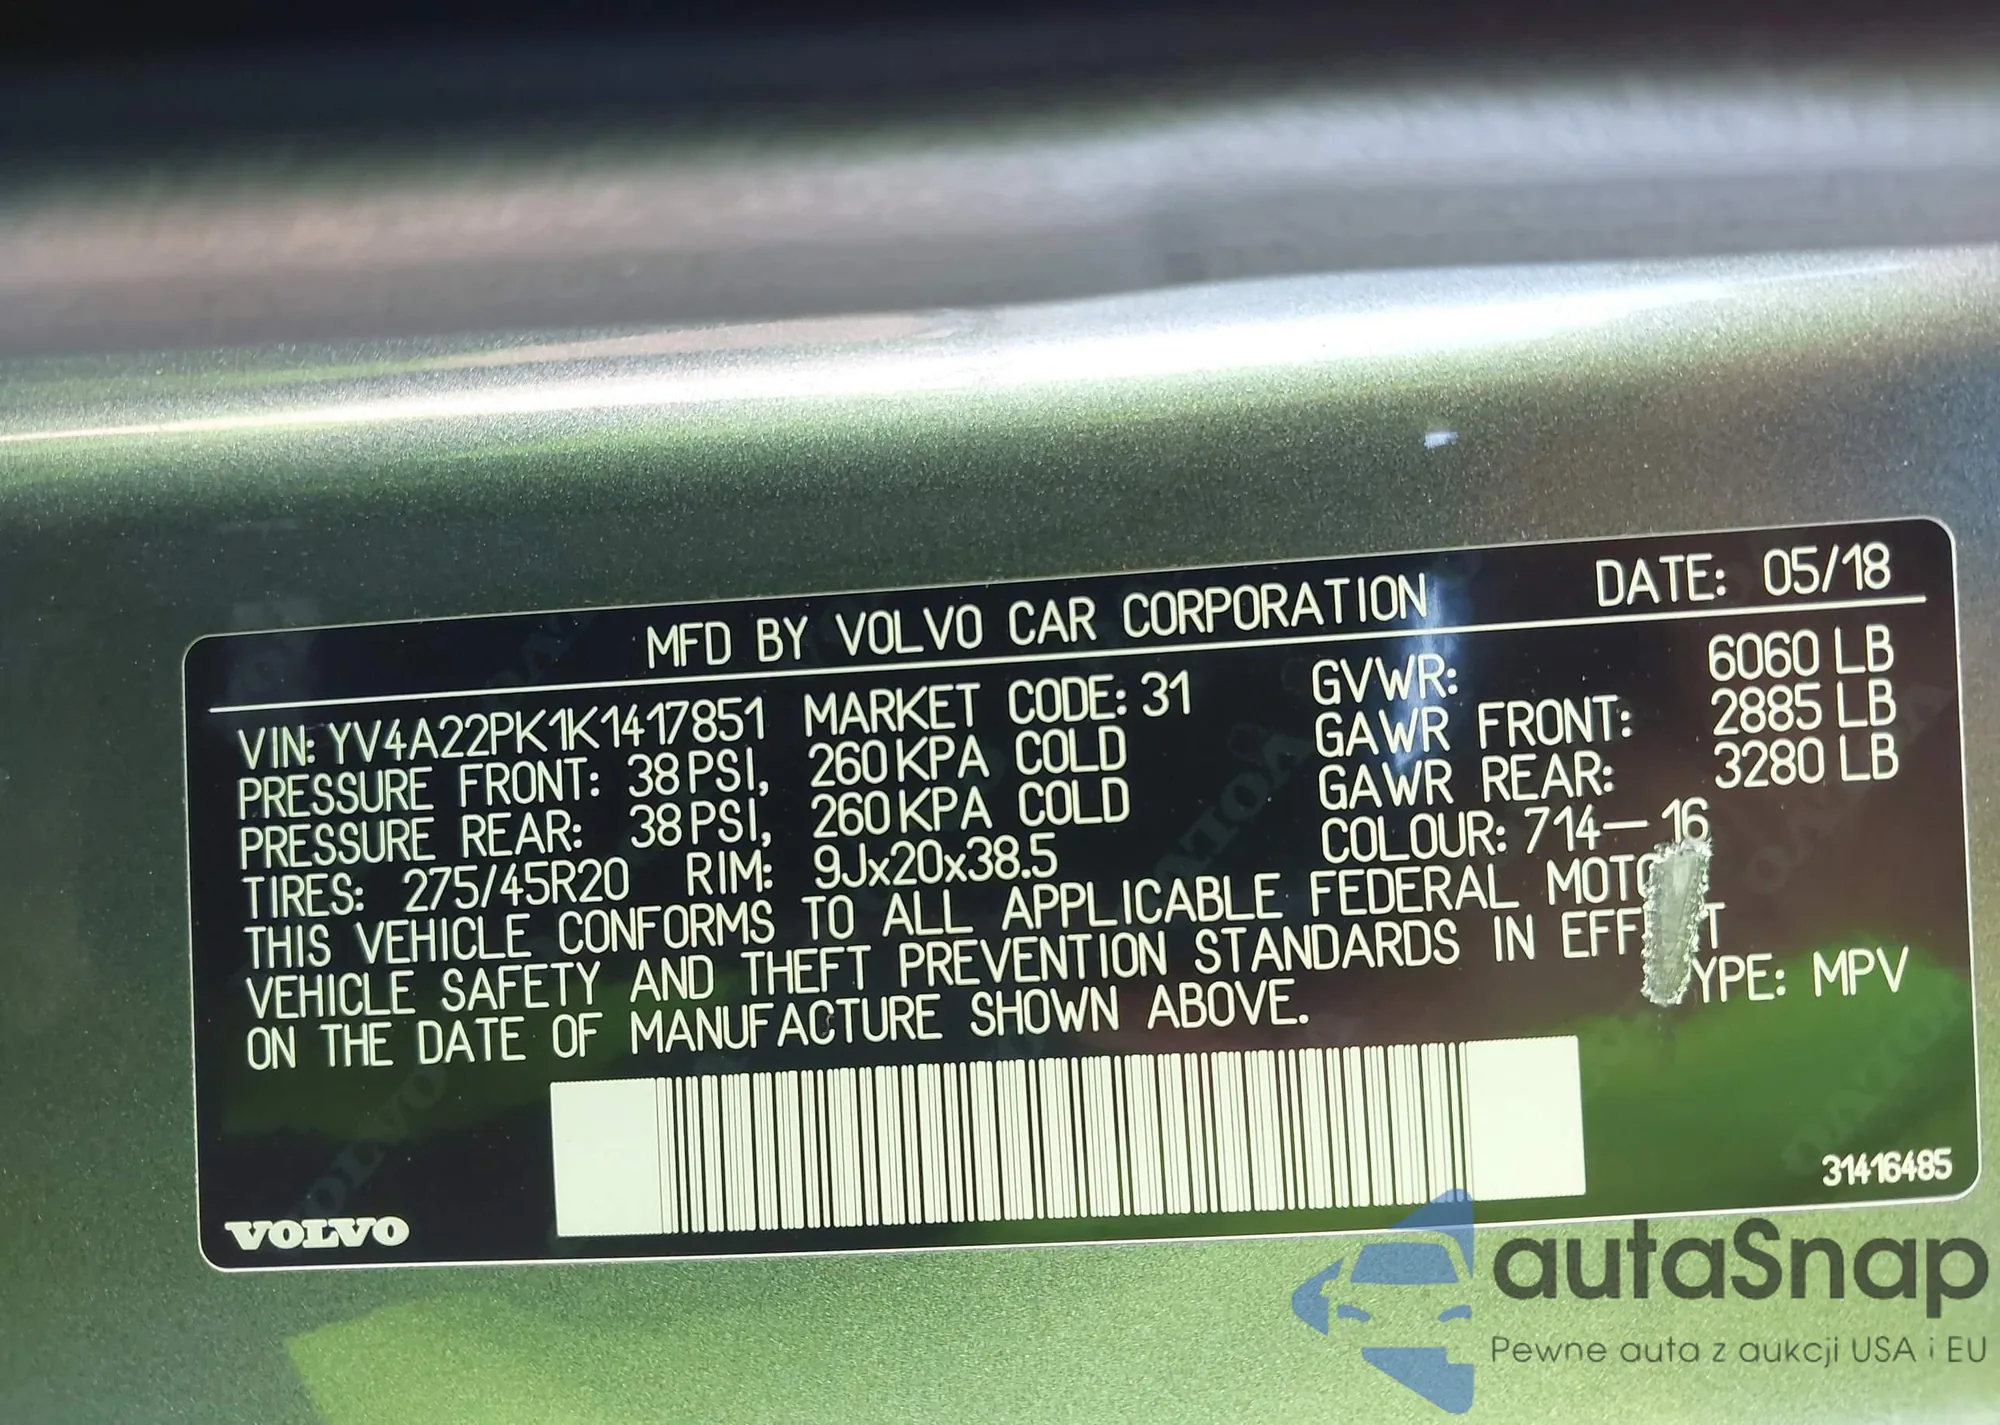 MFD BY VOLVO CAR CORPORATION DATE: 05/18
VIN: YV4A22PK1K1417851 MARKET CODE: 31 GVWR: 6060 LB
PRESSURE FRONT: 38 PSI, 260 KPA COLD GAWR FRONT: 2885 LB
PRESSURE REAR: 38 PSI, 260 KPA COLD GAWR REAR: 3280 LB
TIRES: 275/45R20 RIM: 9Jx20x38.5 COLOUR: 714-16
THIS VEHICLE CONFORMS TO ALL APPLICABLE FEDERAL
VEHICLE SAFETY AND THEFT PREVENTION STANDARDS IN
ON THE DATE OF MANUFACTURE SHOWN ABOVE. MPV
31416485
VOLVO
autaSnap
Pewne auta z aukcji USA i EU